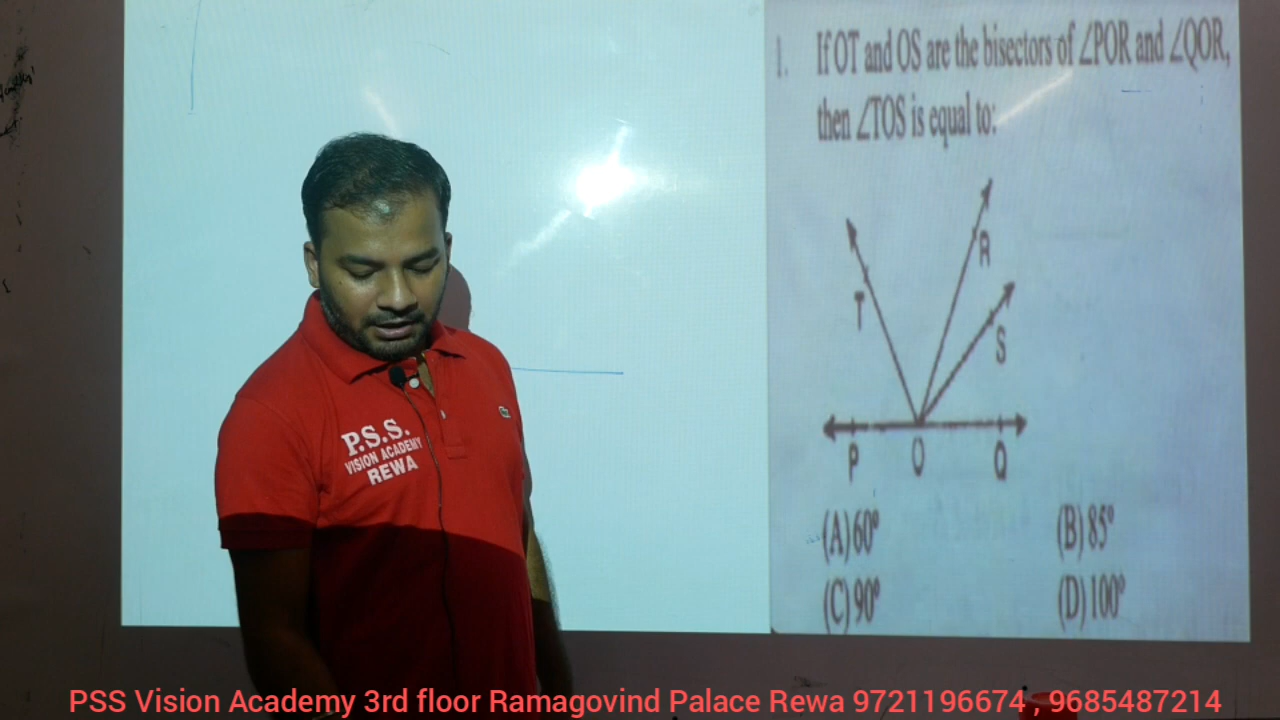 1. If OT and OS are the bisectors of ∠POR and ∠QOR,
then ∠TOS is equal to:
R
T
S
P O Q
(A) 60° (B) 85°
(C) 90° (D) 100°
P.S.S.
VISION ACADEMY
REWA
PSS Vision Academy 3rd floor Ramagovind Palace Rewa 9721196674 , 9685487214